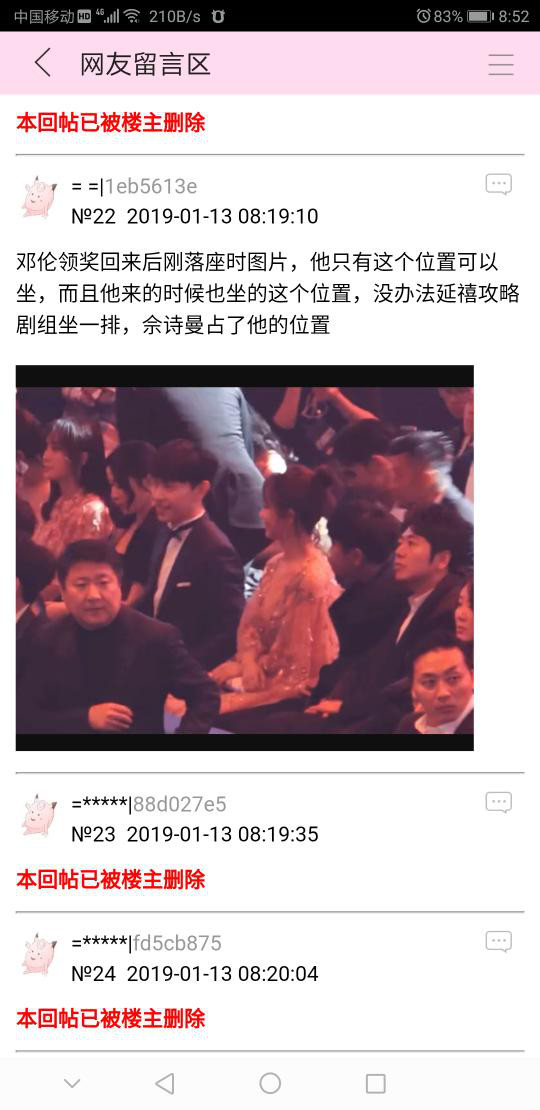 中国移动 HD 4G 210B/s 83% 8:52
网友留言区
本回帖已被楼主删除
= =|1eb5613e
№22 2019-01-13 08:19:10
邓伦领奖回来后刚落座时图片，他只有这个位置可以
坐，而且他来的时候也坐的这个位置，没办法延禧攻略
剧组坐一排，佘诗曼占了他的位置
=*****|88d027e5
№23 2019-01-13 08:19:35
本回帖已被楼主删除
=*****|fd5cb875
№24 2019-01-13 08:20:04
本回帖已被楼主删除